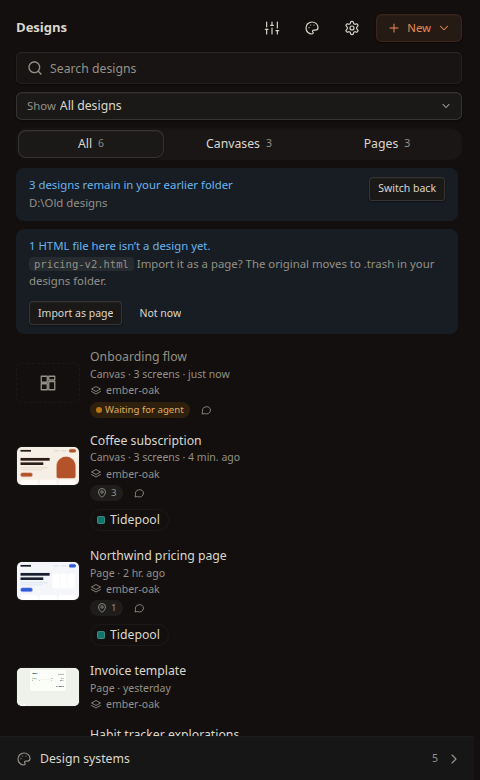 Designs
New
Search designs
Show All designs
All 6
Canvases 3
Pages 3
3 designs remain in your earlier folder
D:\Old designs
Switch back
1 HTML file here isn't a design yet.
pricing-v2.html Import it as a page? The original moves to .trash in your
designs folder.
Import as page
Not now
Onboarding flow
Canvas · 3 screens · just now
ember-oak
Waiting for agent
Coffee subscription
Canvas · 3 screens · 4 min. ago
ember-oak
3
Tidepool
Northwind pricing page
Page · 2 hr. ago
ember-oak
1
Tidepool
Invoice template
Page · yesterday
ember-oak
Habit tracker explorations
Design systems
5